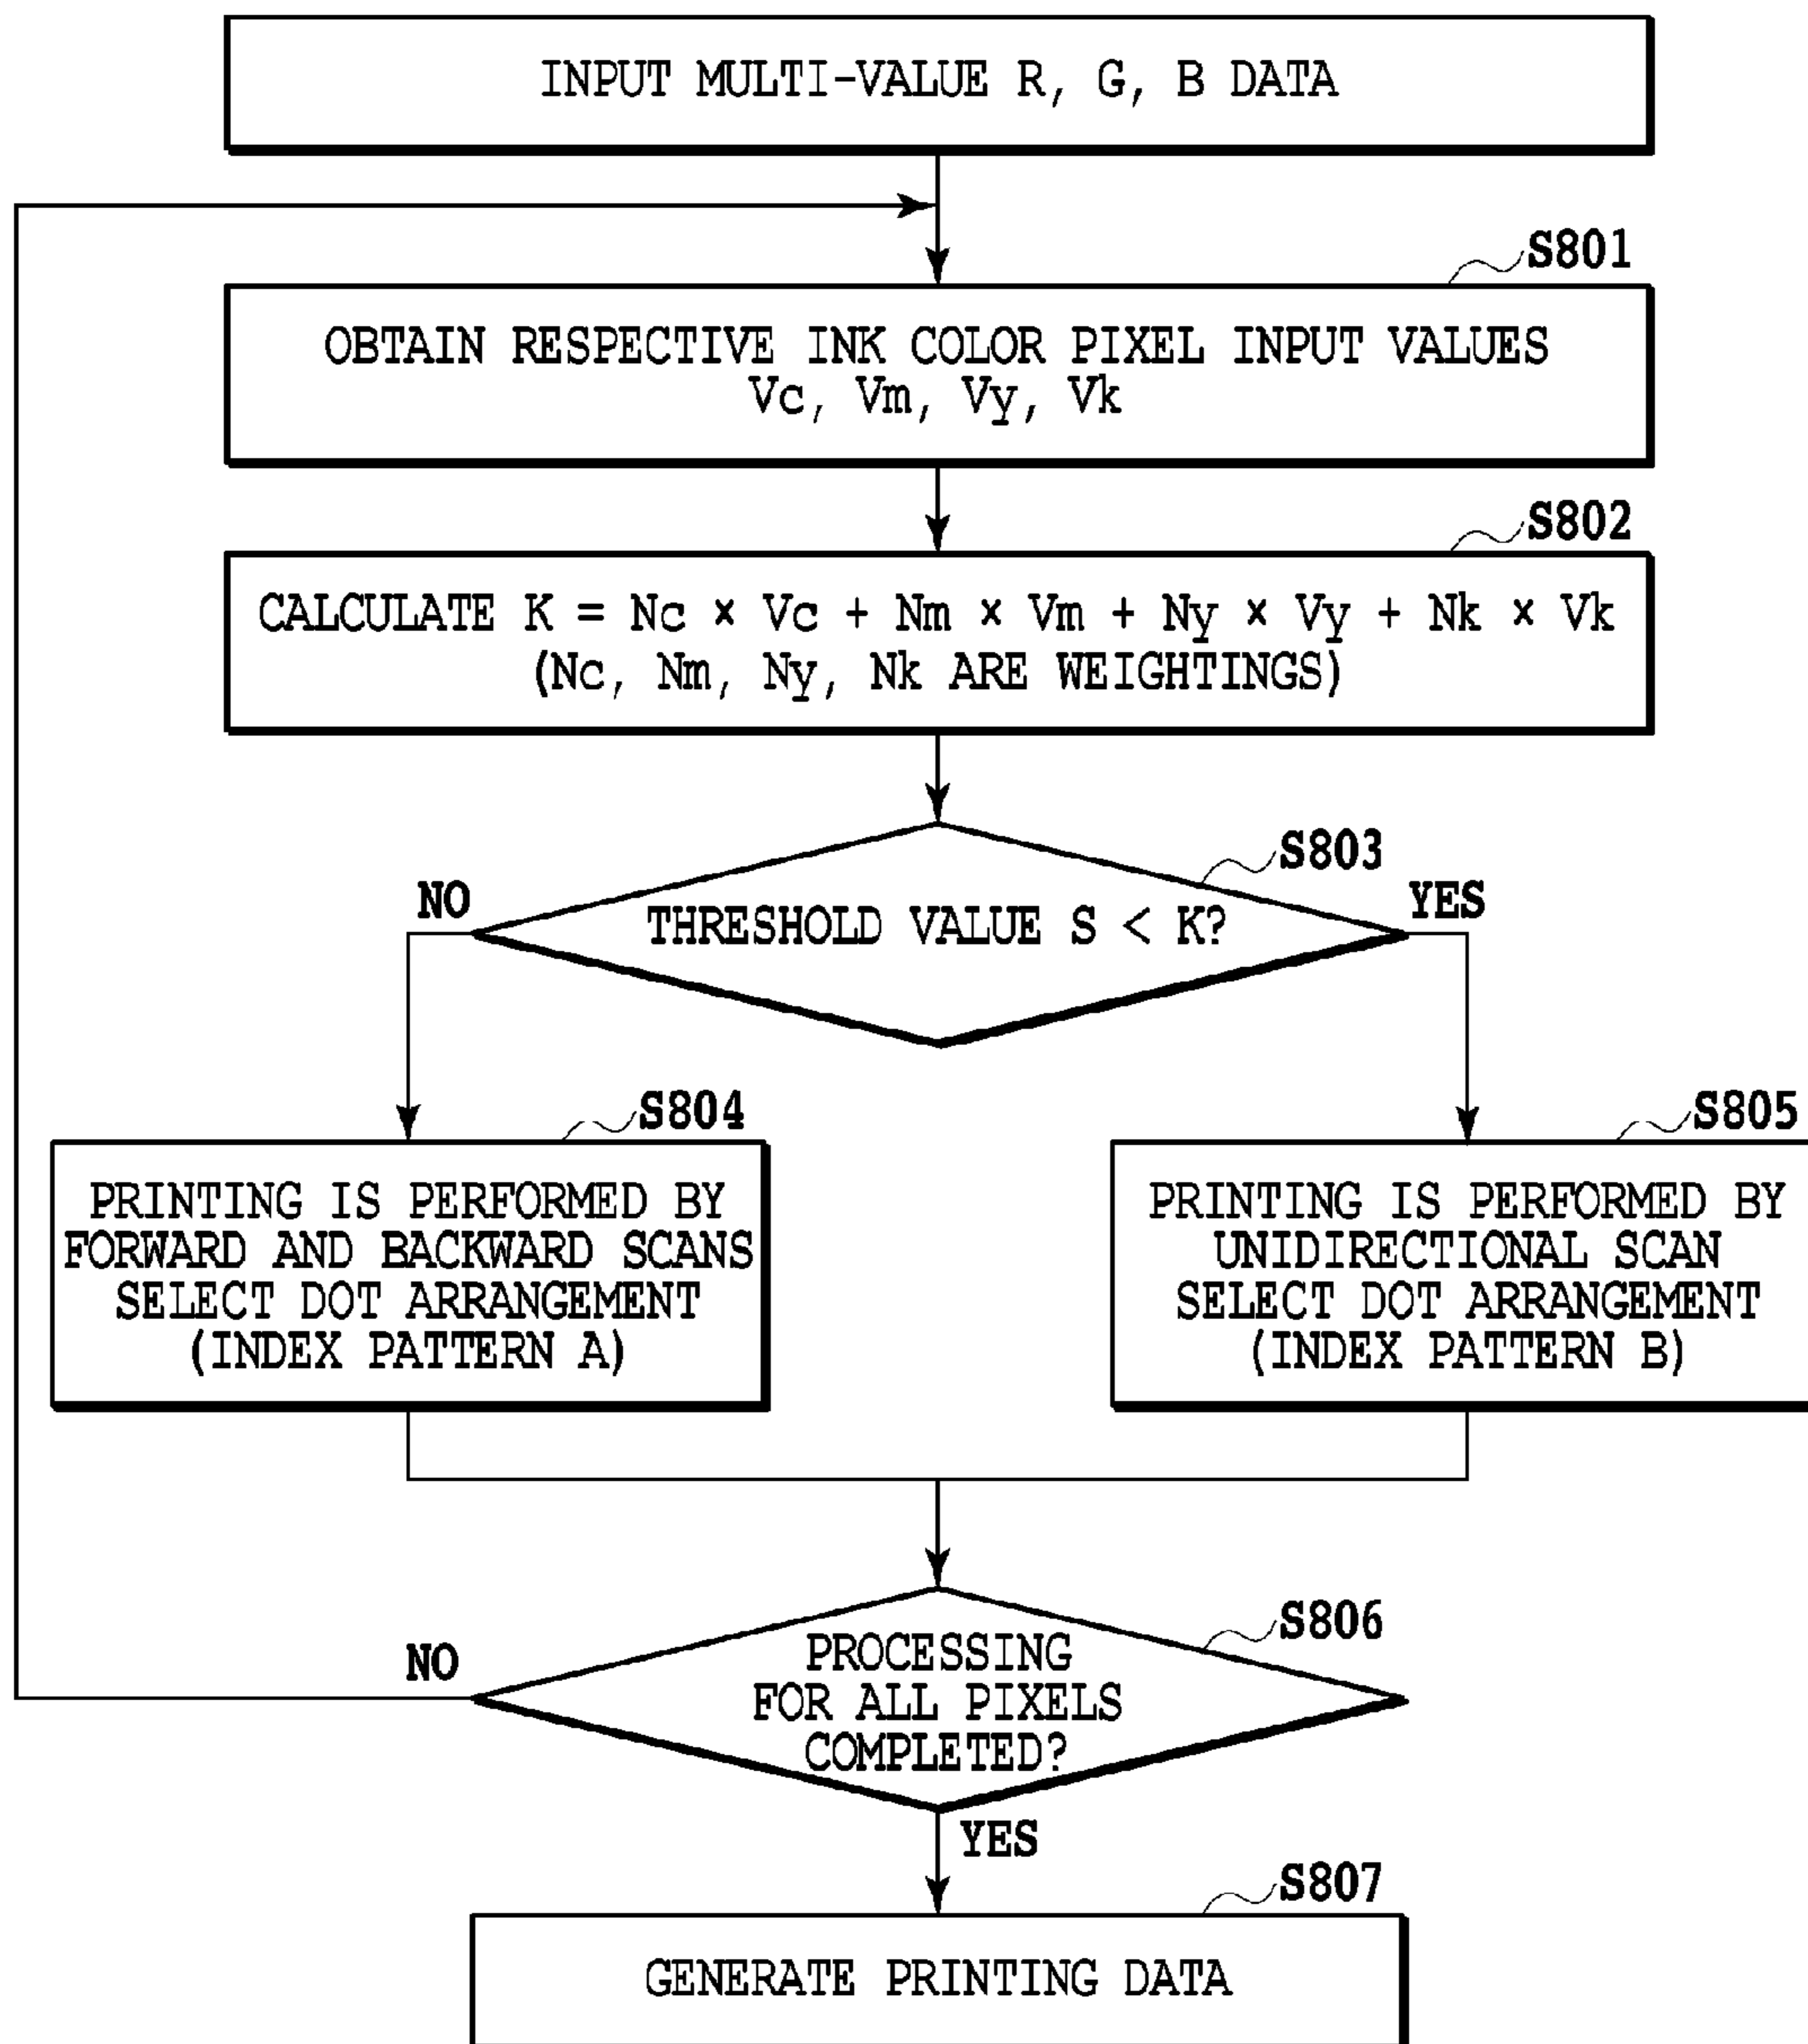 INPUT MULTI-VALUE R, G, B DATA
S801
OBTAIN RESPECTIVE INK COLOR PIXEL INPUT VALUES
Vc, Vm, Vy, Vk
S802
CALCULATE K = Nc × Vc + Nm × Vm + Ny × Vy + Nk × Vk
(Nc, Nm, Ny, Nk ARE WEIGHTINGS)
S803
NO
THRESHOLD VALUE S < K?
YES
S804
PRINTING IS PERFORMED BY
FORWARD AND BACKWARD SCANS
SELECT DOT ARRANGEMENT
(INDEX PATTERN A)
S805
PRINTING IS PERFORMED BY
UNIDIRECTIONAL SCAN
SELECT DOT ARRANGEMENT
(INDEX PATTERN B)
S806
NO
PROCESSING
FOR ALL PIXELS
COMPLETED?
YES
S807
GENERATE PRINTING DATA